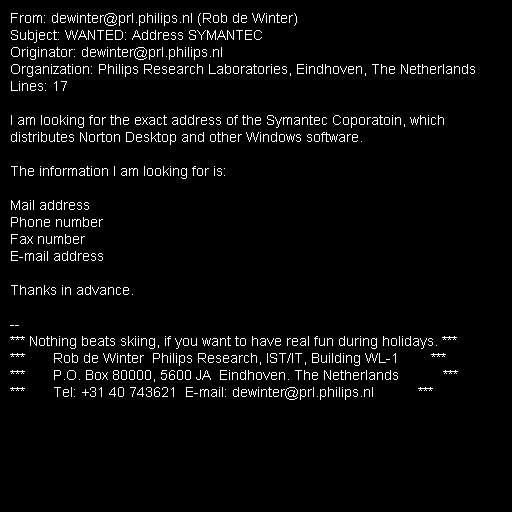 From: dewinter@prl.philips.nl (Rob de Winter)
Subject: WANTED: Address SYMANTEC
Originator: dewinter@prl.philips.nl
Organization: Philips Research Laboratories, Eindhoven, The Netherlands
Lines: 17

I am looking for the exact address of the Symantec Coporatoin, which
distributes Norton Desktop and other Windows software.

The information I am looking for is:

Mail address
Phone number
Fax number
E-mail address

Thanks in advance.

--
*** Nothing beats skiing, if you want to have real fun during holidays. ***
***       Rob de Winter  Philips Research, IST/IT, Building WL-1        ***
***       P.O. Box 80000, 5600 JA  Eindhoven. The Netherlands           ***
***       Tel: +31 40 743621  E-mail: dewinter@prl.philips.nl           ***